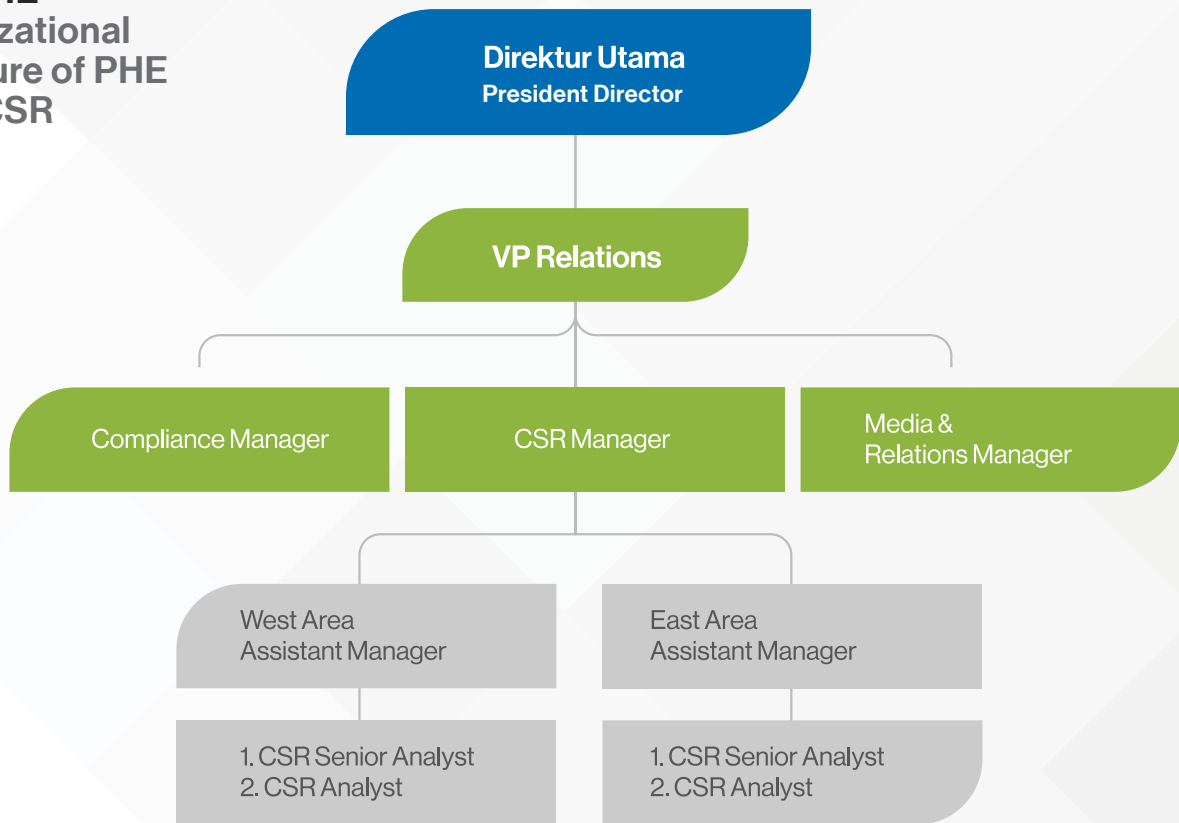 zational
ure of PHE
CSR
Direktur Utama
President Director
VP Relations
Compliance Manager
CSR Manager
Media &
Relations Manager
West Area
Assistant Manager
East Area
Assistant Manager
1. CSR Senior Analyst
2. CSR Analyst
1. CSR Senior Analyst
2. CSR Analyst